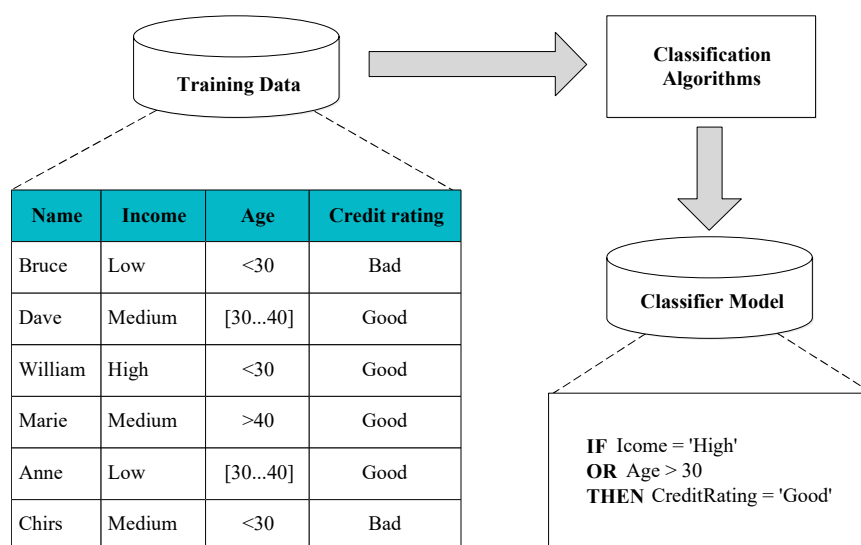 Training Data
Classification
Algorithms
Name Income Age Credit rating
Bruce Low <30 Bad
Dave Medium [30...40] Good
William High <30 Good
Marie Medium >40 Good
Anne Low [30...40] Good
Chirs Medium <30 Bad
Classifier Model
IF Icome = 'High'
OR Age > 30
THEN CreditRating = 'Good'